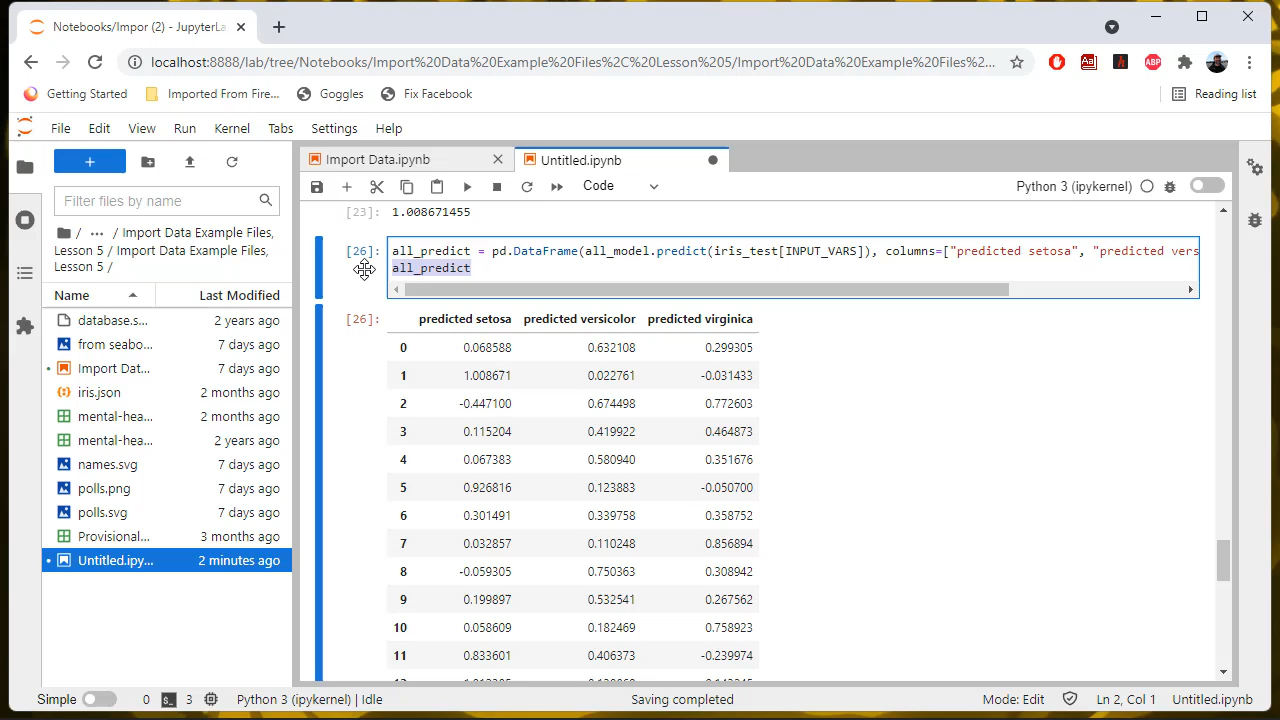 Notebooks/Impor (2) - JupyterLa
localhost:8888/lab/tree/Notebooks/Import%20Data%20Example%20Files%2C%20Lesson%205/Import%20Data%20Example%20Files%2...
Getting Started
Imported From Fire...
Goggles
Fix Facebook
Reading list
File Edit View Run Kernel Tabs Settings Help
Import Data.ipynb
Untitled.ipynb
Code
Python 3 (ipykernel)
Filter files by name
/ ... / Import Data Example Files,
Lesson 5 / Import Data Example Files,
Lesson 5 /
Name Last Modified
database.s... 2 years ago
from seabo... 7 days ago
Import Dat... 7 days ago
iris.json 2 months ago
mental-hea... 2 months ago
mental-hea... 2 years ago
names.svg 7 days ago
polls.png 7 days ago
polls.svg 7 days ago
Provisional... 3 months ago
Untitled.ipy... 2 minutes ago
[23]: 1.008671455
[26]: all_predict = pd.DataFrame(all_model.predict(iris_test[INPUT_VARS]), columns=["predicted setosa", "predicted vers
all_predict
[26]: predicted setosa predicted versicolor predicted virginica
0 0.068588 0.632108 0.299305
1 1.008671 0.022761 -0.031433
2 -0.447100 0.674498 0.772603
3 0.115204 0.419922 0.464873
4 0.067383 0.580940 0.351676
5 0.926816 0.123883 -0.050700
6 0.301491 0.339758 0.358752
7 0.032857 0.110248 0.856894
8 -0.059305 0.750363 0.308942
9 0.199897 0.532541 0.267562
10 0.058609 0.182469 0.758923
11 0.833601 0.406373 -0.239974
Simple 0 3 Python 3 (ipykernel) | Idle Saving completed Mode: Edit Ln 2, Col 1 Untitled.ipynb